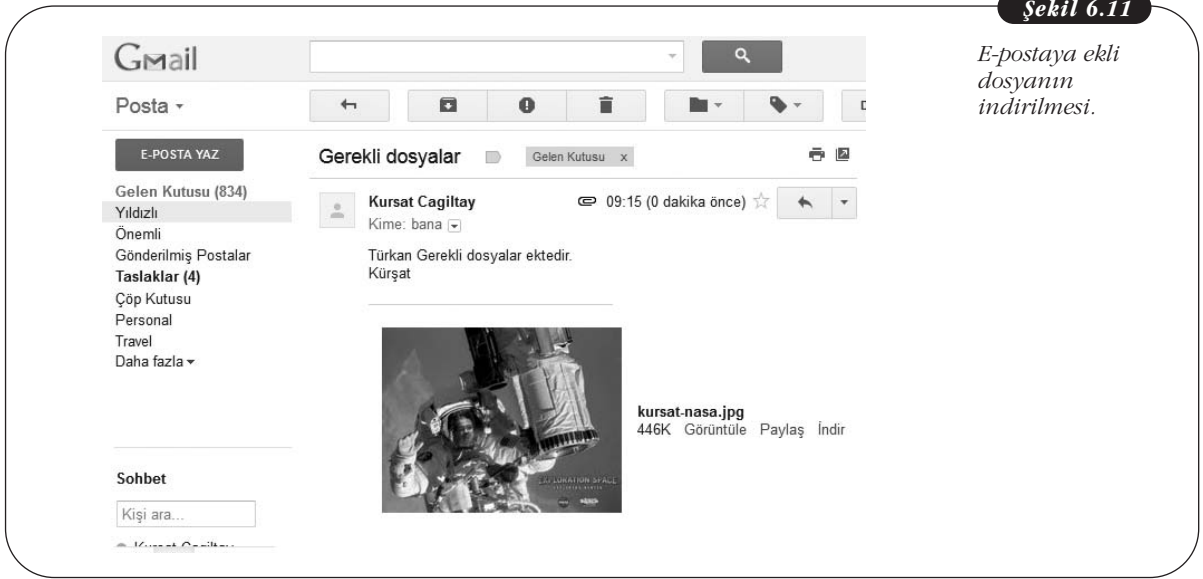 Şekil 6.11
E-postaya ekli
dosyanın
indirilmesi.
Gmail
Posta
E-POSTA YAZ
Gelen Kutusu (834)
Yıldızlı
Önemli
Gönderilmiş Postalar
Taslaklar (4)
Çöp Kutusu
Personal
Travel
Daha fazla
Sohbet
Kişi ara...
Kursat Cagiltay
Gerekli dosyalar
Gelen Kutusu x
Kursat Cagiltay
09:15 (0 dakika önce)
Kime: bana
Türkan Gerekli dosyalar ektedir.
Kürşat
EXPLORATION SPACE
kursat-nasa.jpg
446K Görüntüle Paylaş İndir